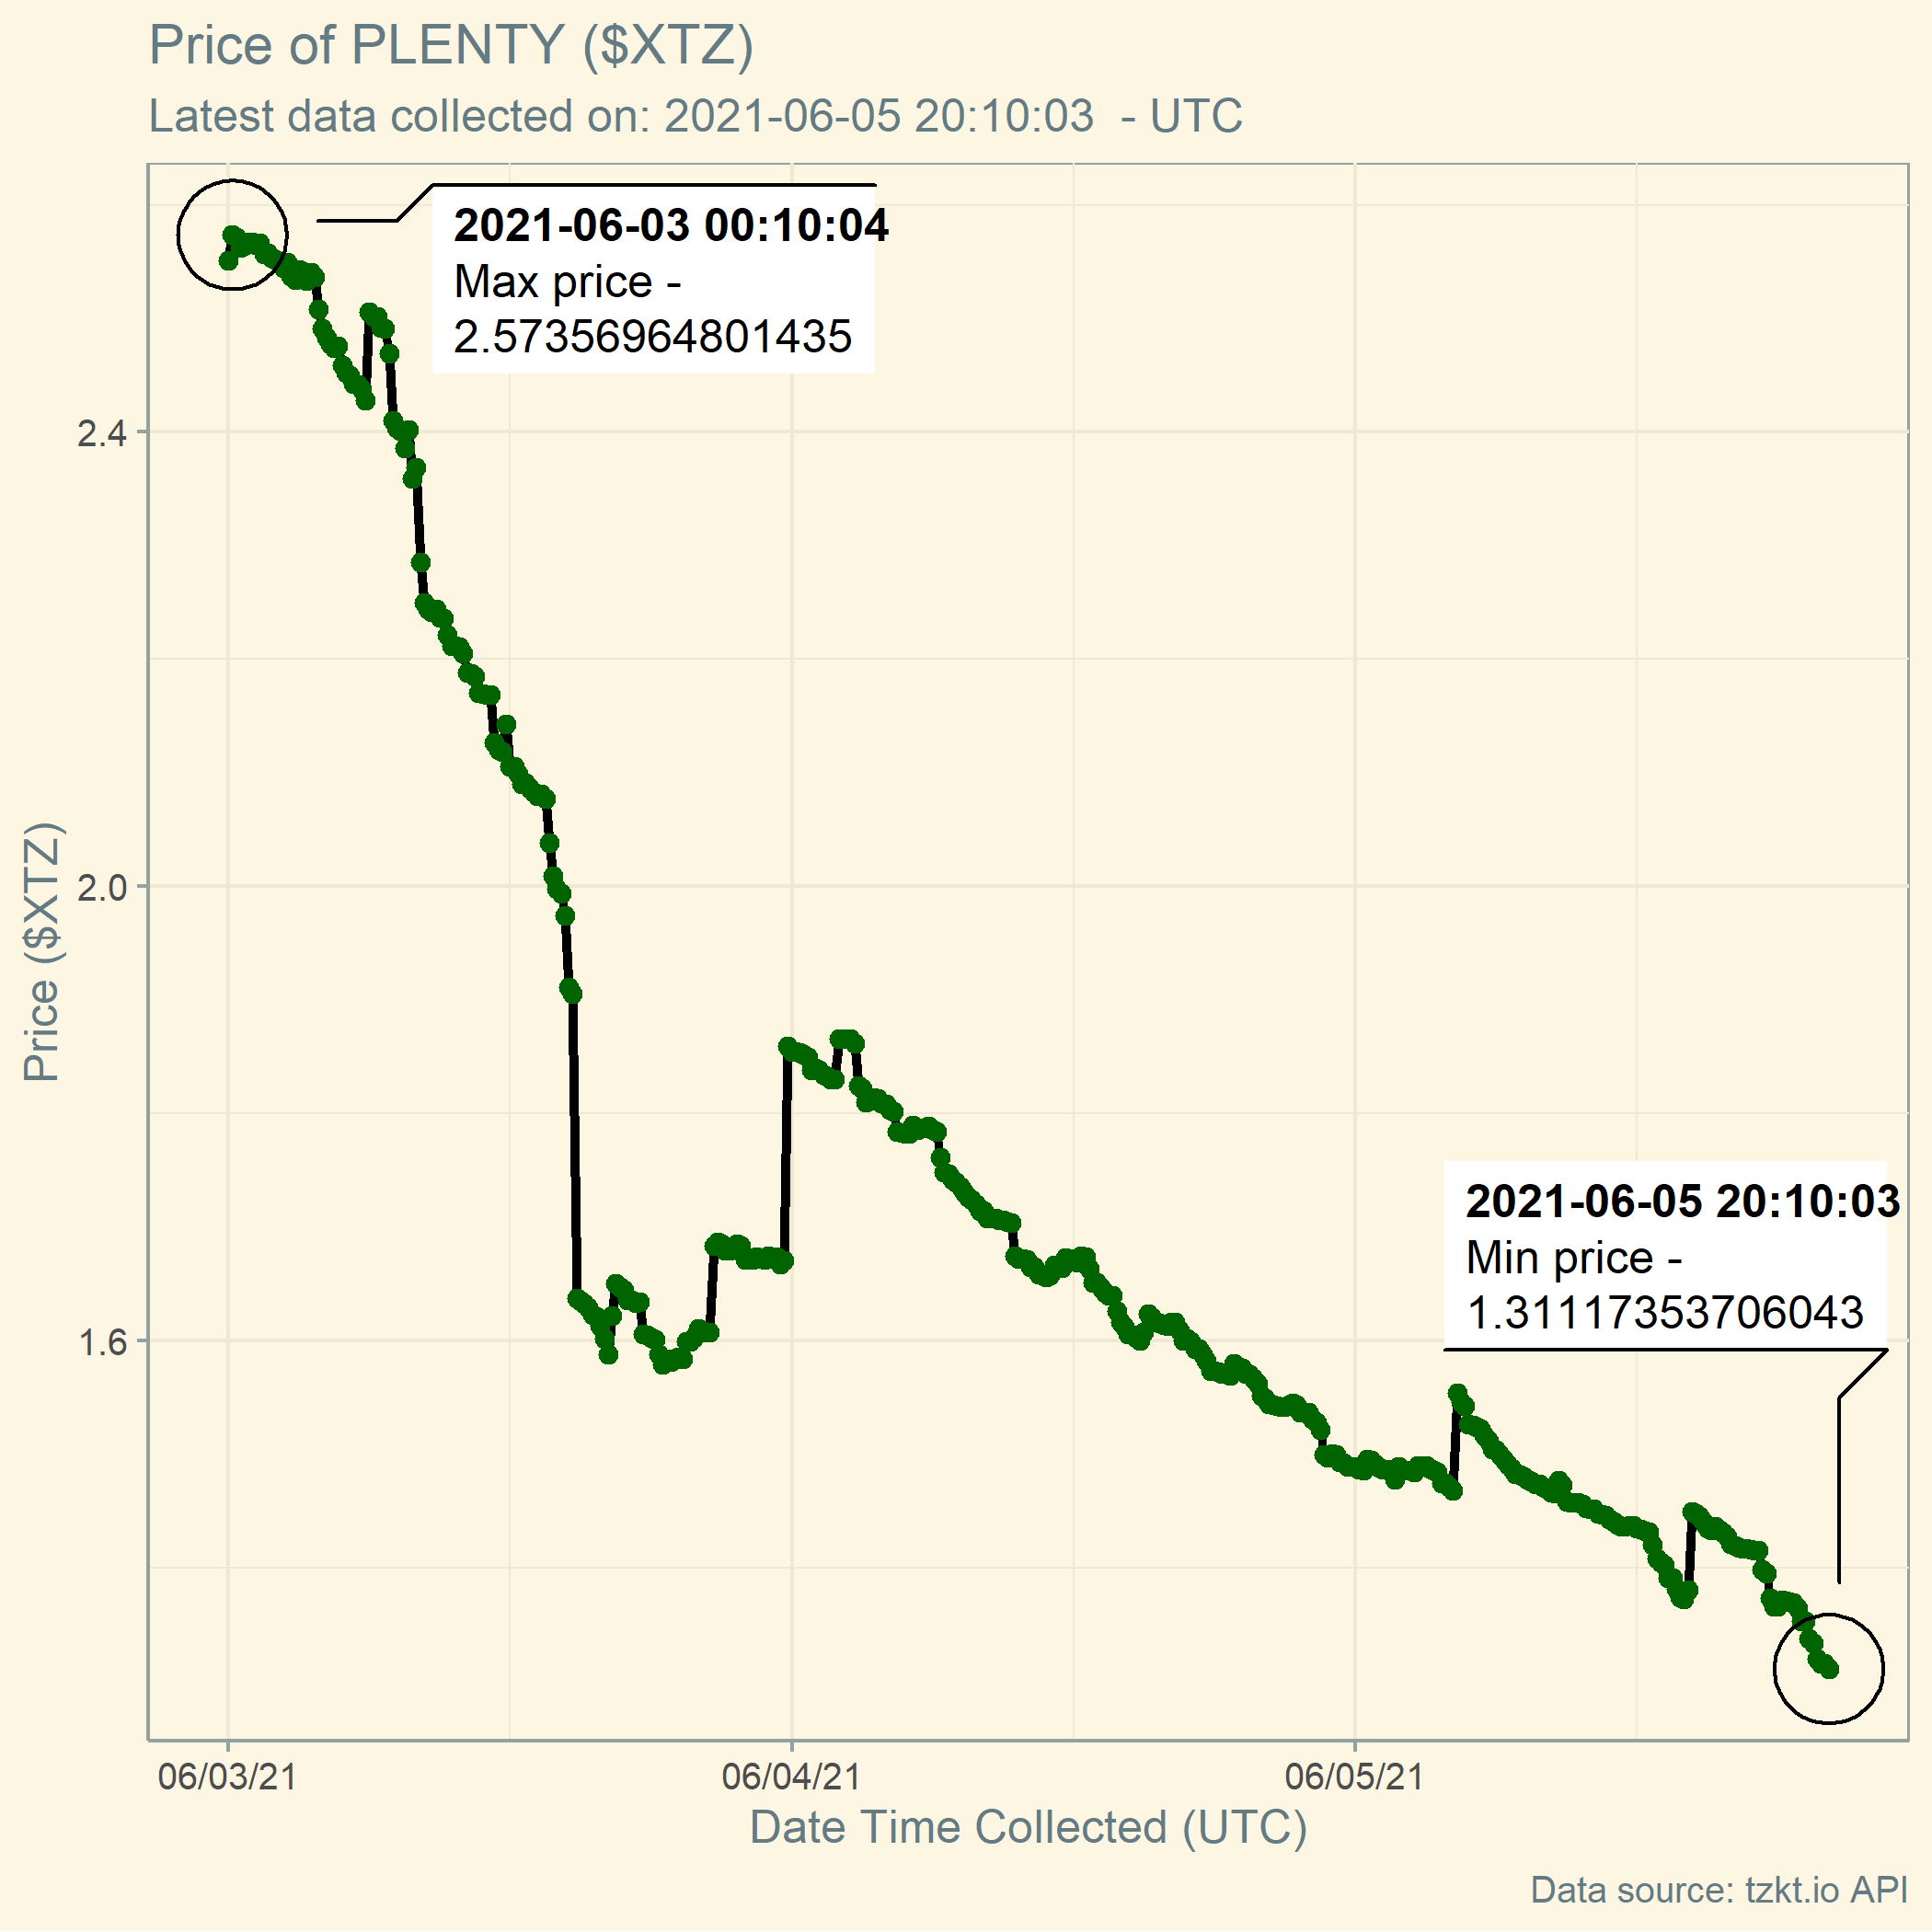 Price of PLENTY ($XTZ)
Latest data collected on: 2021-06-05 20:10:03  - UTC
2021-06-03 00:10:04
Max price -
2.573569964801435
2.4
2.0
1.6
Price ($XTZ)
2021-06-05 20:10:03
Min price -
1.31117353706043
06/03/21
06/04/21
06/05/21
Date Time Collected (UTC)
Data source: tzkt.io API